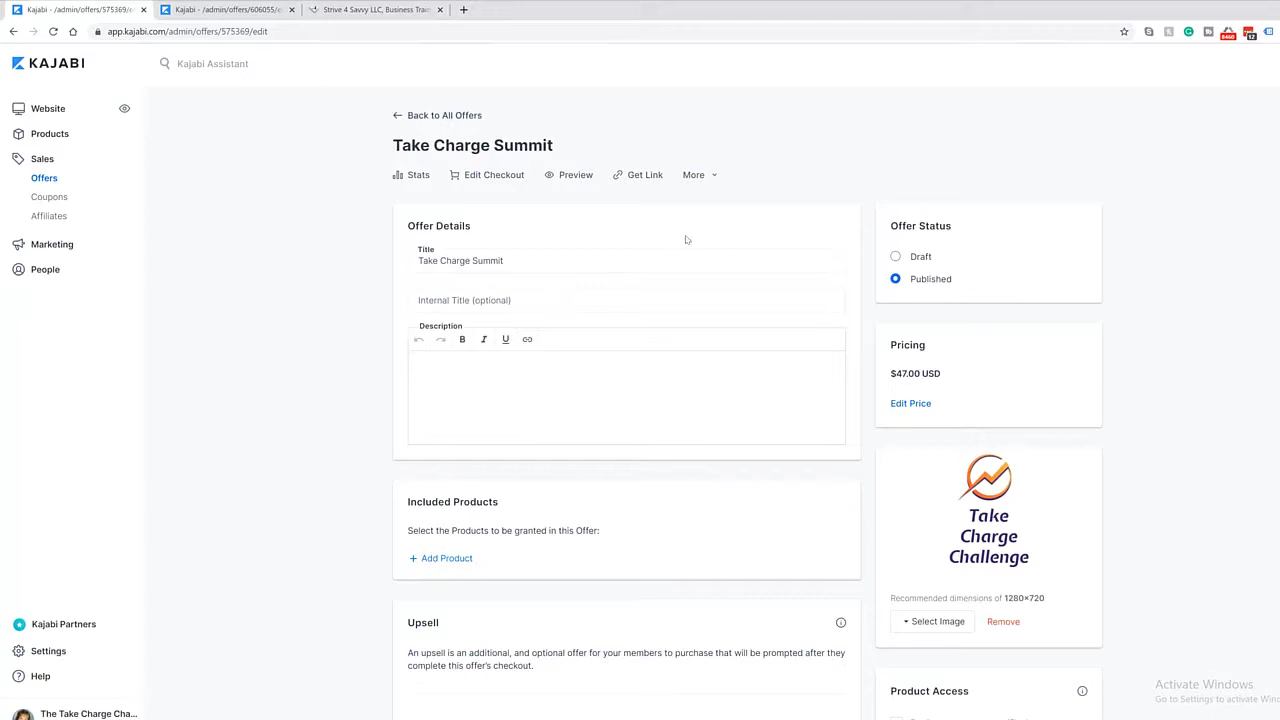 Kajabi - /admin/offers/575369/e
Kajabi - /admin/offers/606055/e
Strive 4 Savvy LLC, Business Trai
app.kajabi.com/admin/offers/575369/edit
8460
12
KAJABI
Kajabi Assistant
Website
Products
Sales
Offers
Coupons
Affiliates
Marketing
People
Kajabi Partners
Settings
Help
The Take Charge Cha...
Back to All Offers
Take Charge Summit
Stats
Edit Checkout
Preview
Get Link
More
Offer Details
Title
Take Charge Summit
Internal Title (optional)
Description
B I U
Included Products
Select the Products to be granted in this Offer:
+ Add Product
Upsell
An upsell is an additional, and optional offer for your members to purchase that will be prompted after they
complete this offer's checkout.
Offer Status
Draft
Published
Pricing
$47.00 USD
Edit Price
Take
Charge
Challenge
Recommended dimensions of 1280×720
Select Image
Remove
Product Access
Activate Windows
Go to Settings to activate Win